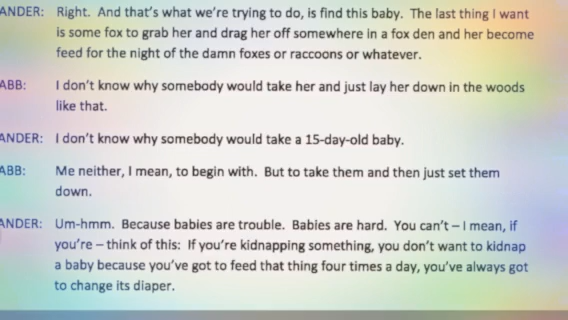 ANDER: Right. And that's what we're trying to do, is find this baby. The last thing I want
is some fox to grab her and drag her off somewhere in a fox den and her become
feed for the night of the damn foxes or raccoons or whatever.
ABB: I don't know why somebody would take her and just lay her down in the woods
like that.
ANDER: I don't know why somebody would take a 15-day-old baby.
ABB: Me neither, I mean, to begin with. But to take them and then just set them
down.
ANDER: Um-hmm. Because babies are trouble. Babies are hard. You can't – I mean, if
you're – think of this: If you're kidnapping something, you don't want to kidnap
a baby because you've got to feed that thing four times a day, you've always got
to change its diaper.